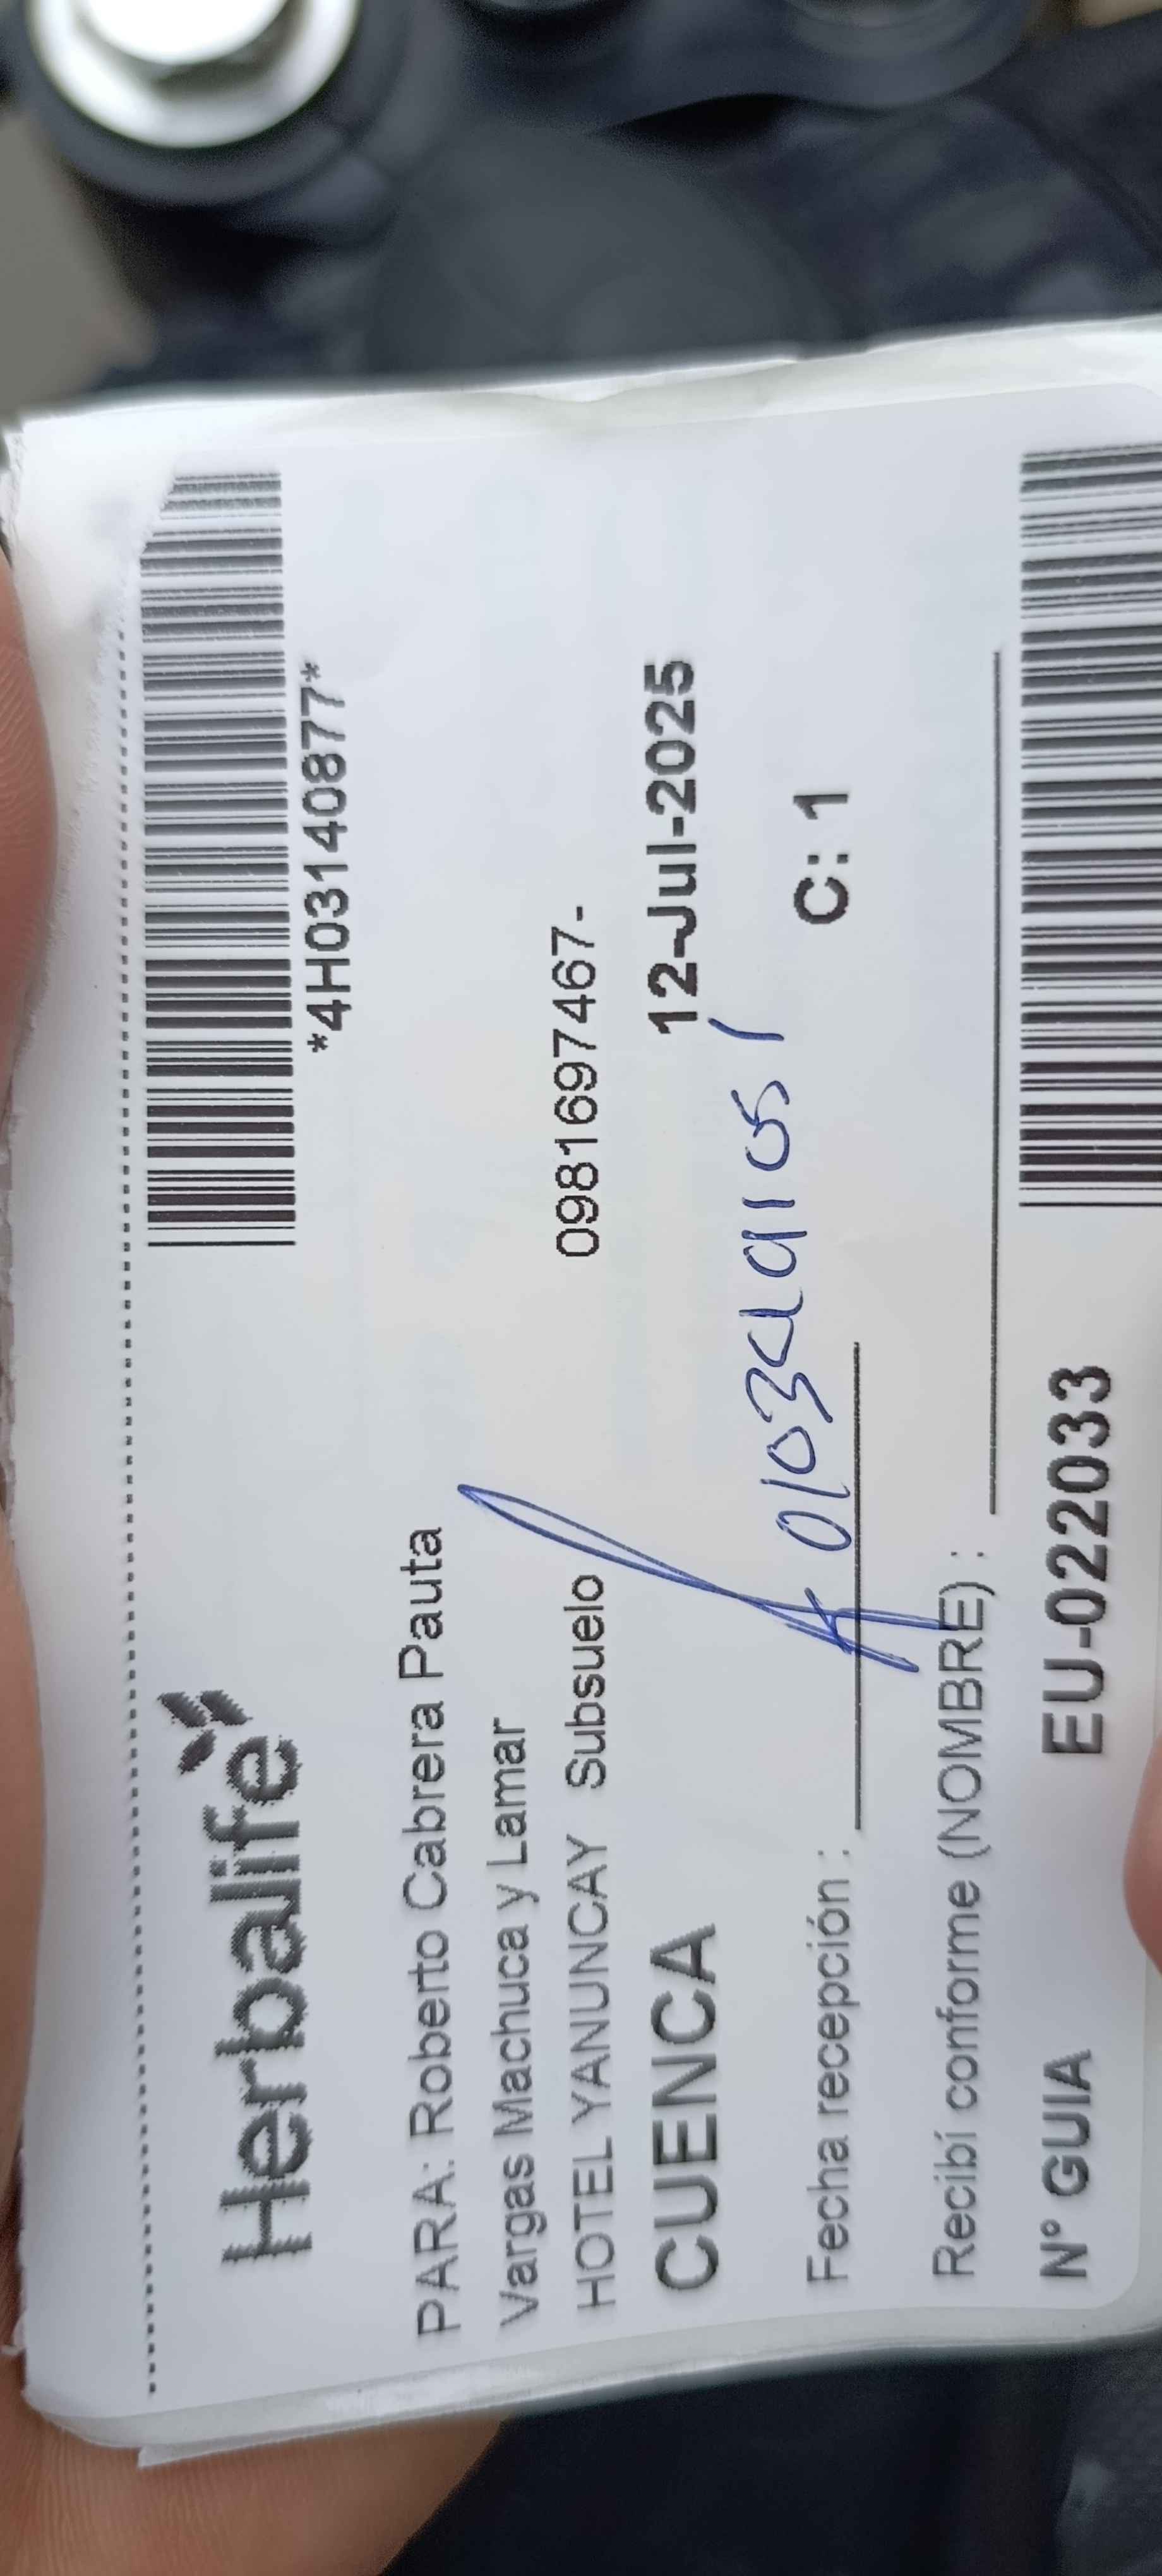 Herbalife
*4H03140877*
PARA: Roberto Cabrera Pauta
Vargas Machuca y Lamar
HOTEL YANUNCAY Subsuelo
0981697467-
CUENCA 12-Jul-2025
Fecha recepción :
C: 1
Recibí conforme (NOMBRE) :
Nº GUIA EU-022033